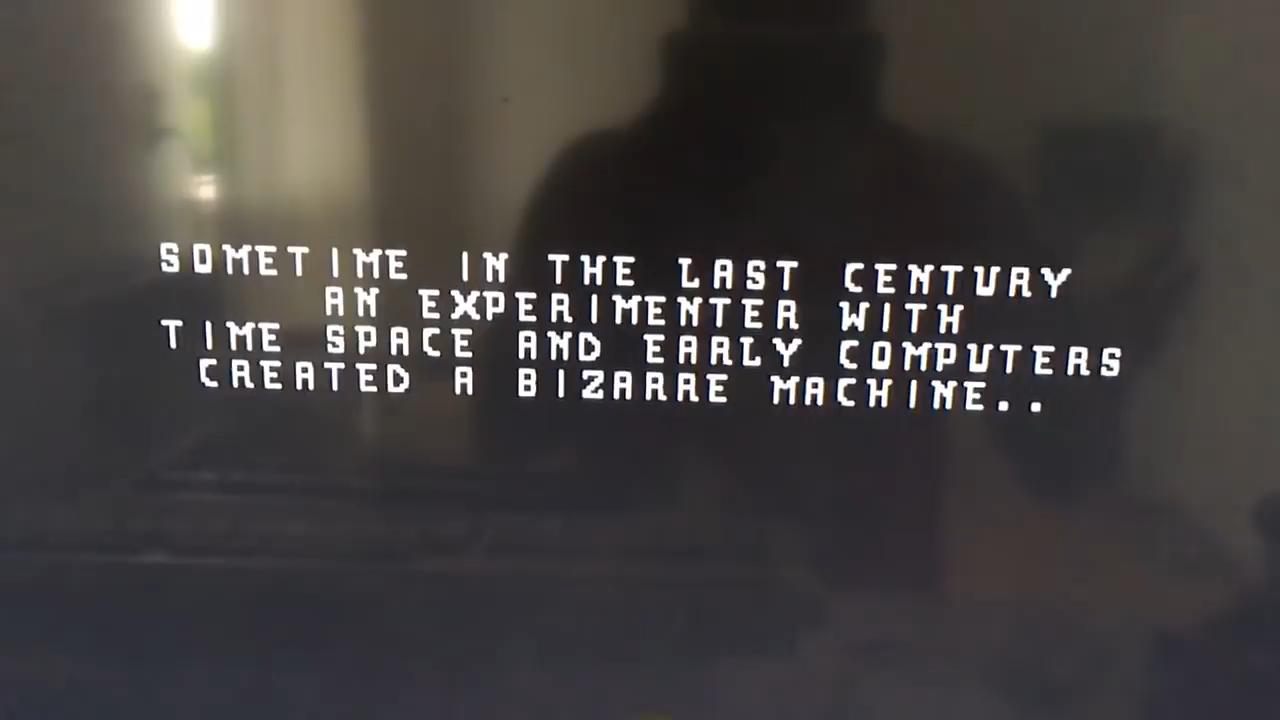 SOMETIME IN THE LAST CENTURY
AN EXPERIMENTER WITH
TIME SPACE AND EARLY COMPUTERS
CREATED A BIZARRE MACHINE..